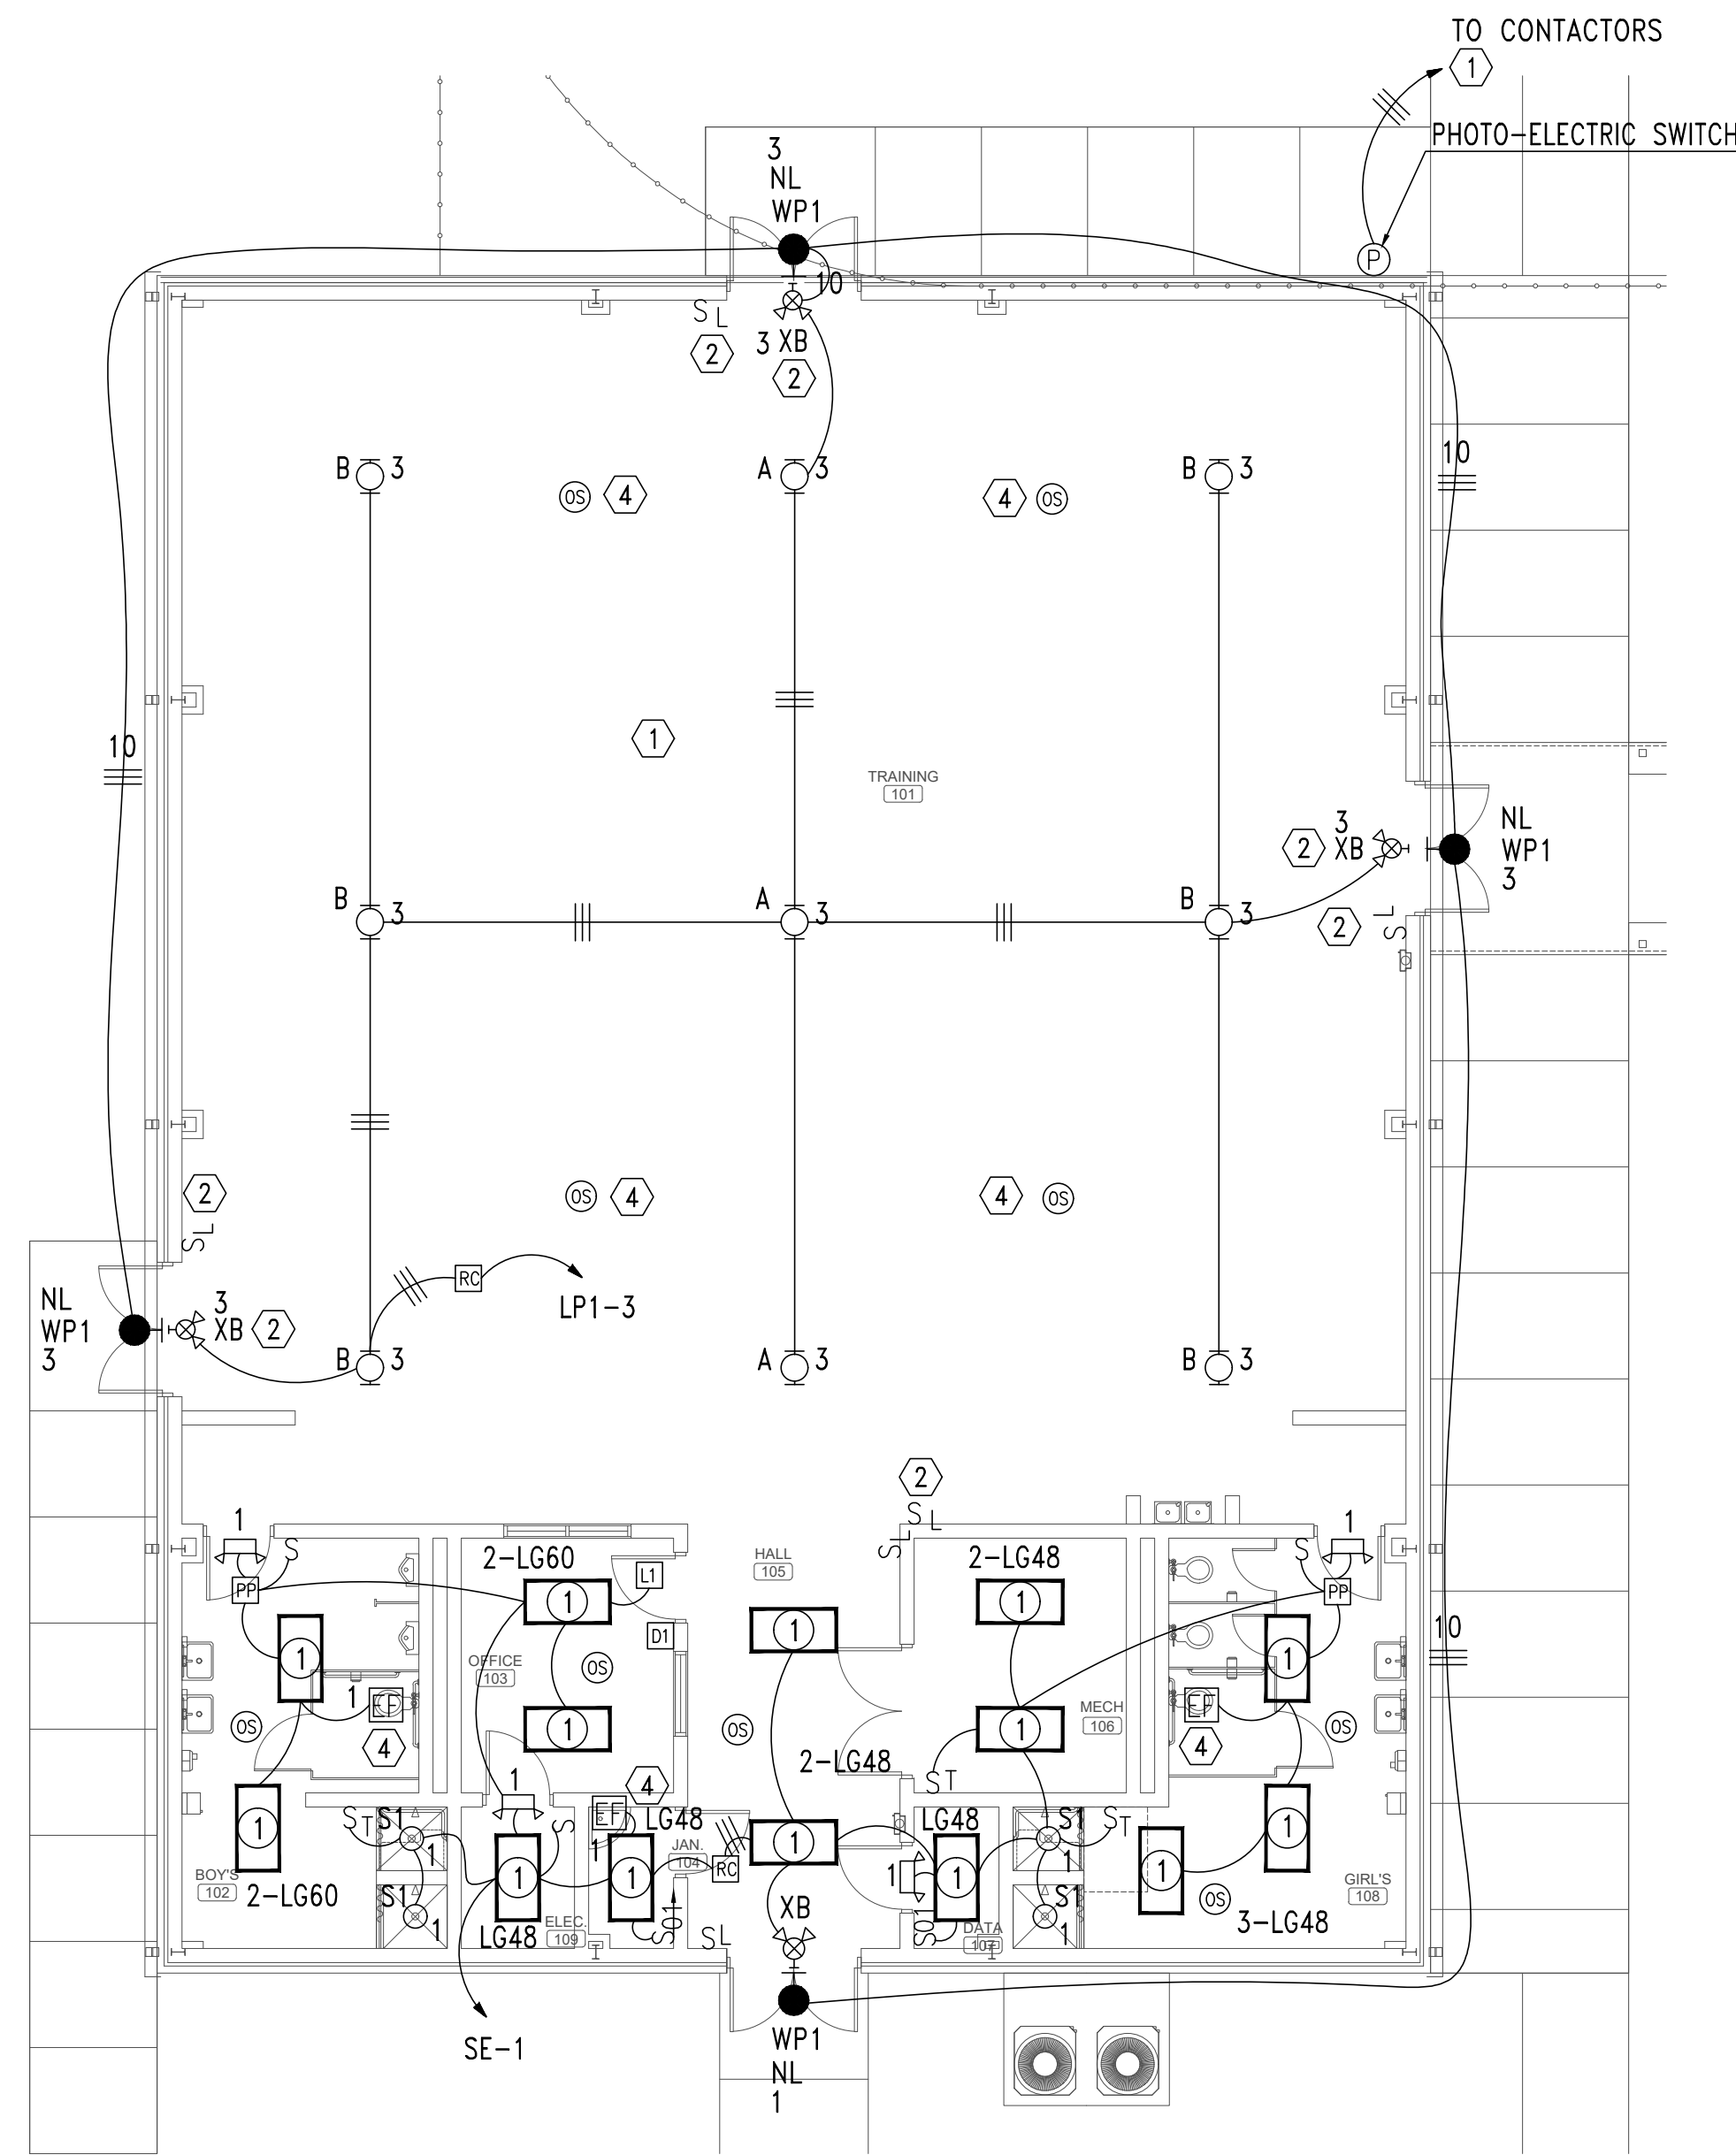 TO CONTACTORS
1
PHOTO-ELECTRIC SWITCH
P
3
NL
WP1
10
S L
2
3 XB
2
B 3
OS 4
A 3
4 OS
B 3
10
10
1
TRAINING
101
3
2 XB
NL
WP1
3
B 3
A 3
B 3
2
S L
2
S L
OS 4
4 OS
RC
LP1-3
NL
WP1
3
3
XB 2
B 3
A 3
B 3
2
S L
S L
1
S
PP
2-LG60
L1
HALL
105
2-LG48
1
S
PP
1
1
1
1
1
D1
OFFICE
103
OS
1
EF
OS
4
1
OS
MECH
106
1
EF
OS
4
2-LG48
10
1
4
ST
ST
S1
1
S
EF
1
LG48
JAN.
104
RC
1
LG48
S1
1
ST
1
1
1
1
1
1
1
BOY'S
102
2-LG60
S1
1
LG48
ELEC.
109
S01
S L
XB
S01
DATA
107
S1
1
OS
3-LG48
GIRL'S
108
SE-1
WP1
NL
1